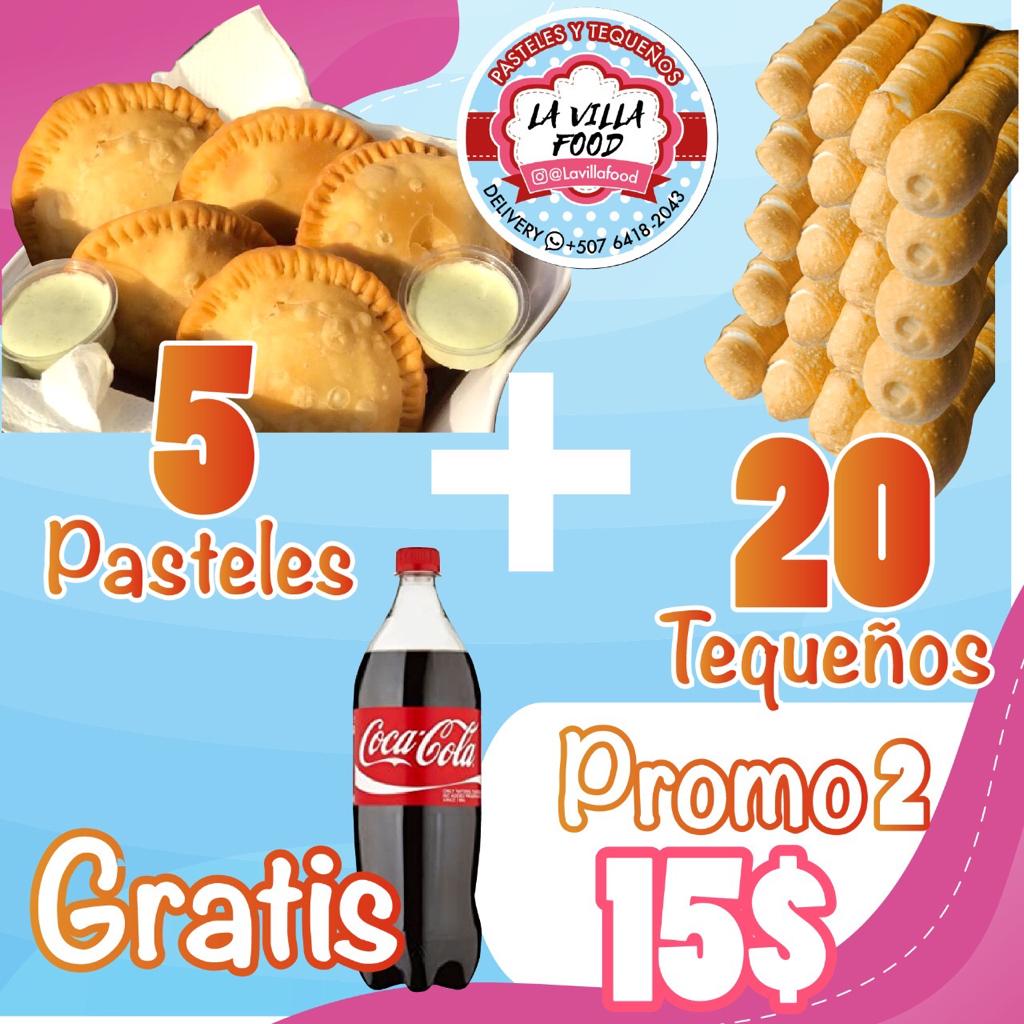 PASTELES Y TEQUEÑOS
LA VILLA
FOOD
@Lavillafood
DELIVERY +507 6418-2043
5
Pasteles
20
Tequeños
Coca-Cola
Gratis
Promo 2
15$